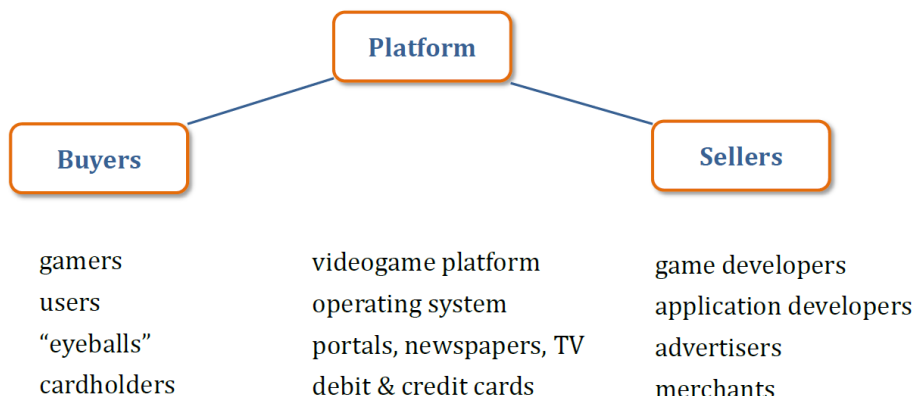 Platform
Buyers
Sellers
gamers
videogame platform
game developers
users
operating system
application developers
“eyeballs”
portals, newspapers, TV
advertisers
cardholders
debit & credit cards
merchants